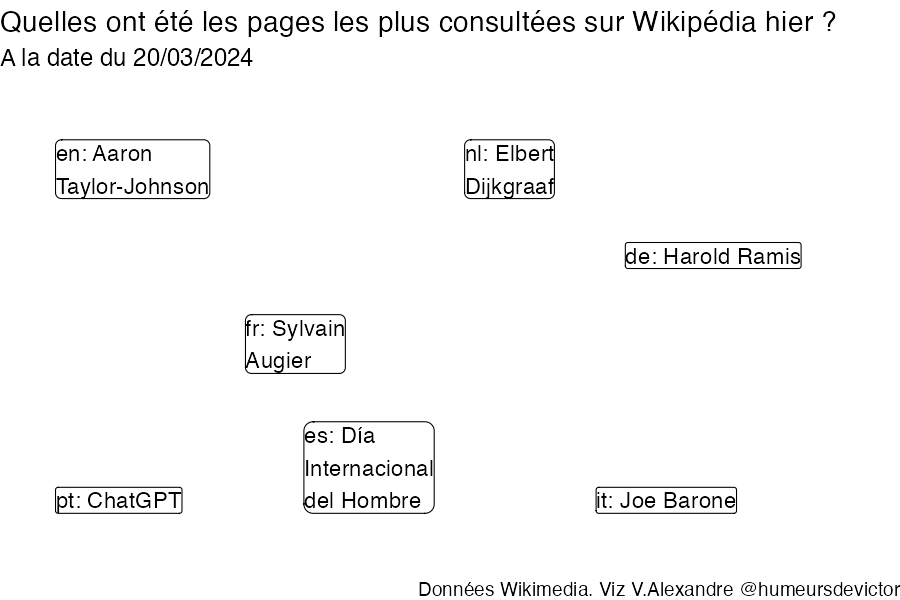 Quelles ont été les pages les plus consultées sur Wikipédia hier ?
A la date du 20/03/2024
en: Aaron
Taylor-Johnson
nl: Elbert
Dijkgraaf
de: Harold Ramis
fr: Sylvain
Augier
es: Día
Internacional
del Hombre
pt: ChatGPT
it: Joe Barone
Données Wikimedia. Viz V.Alexandre @humeursdevictor